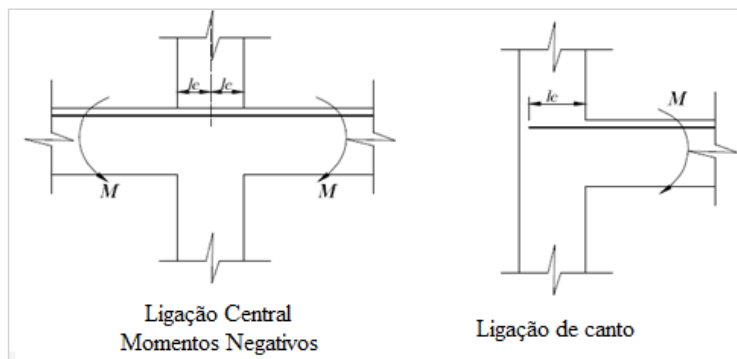 lc lc
lc
M
M M
Ligação Central
Momentos Negativos
Ligação de canto